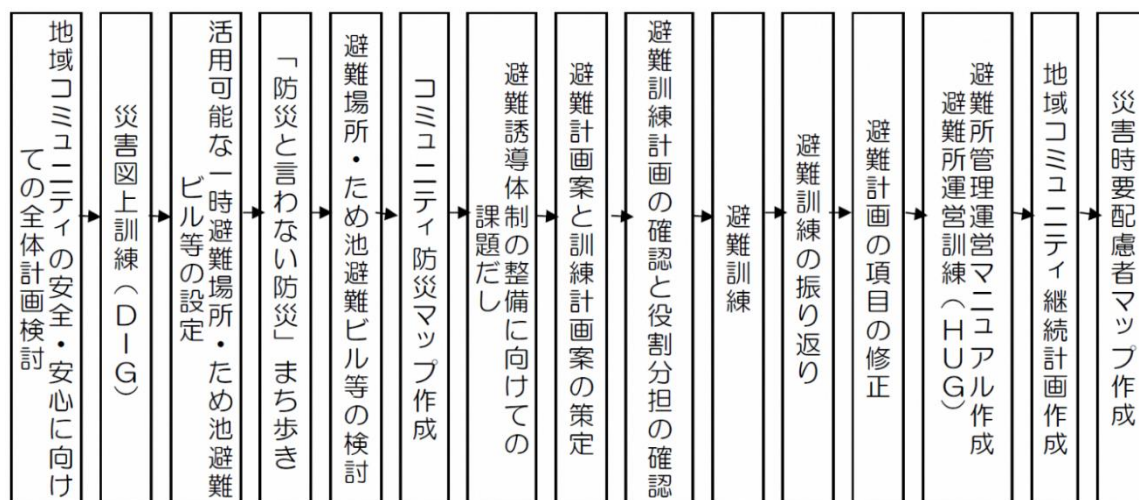 地域コミュニティの安全・安心に向け
ての全体計画検討
災害図上訓練(DIG)
活用可能な一時避難場所・ため池避難
ビル等の設定
「防災と言わない防災」まち歩き
避難場所・ため池避難ビル等の検討
コミュニティ防災マップ作成
避難誘導体制の整備に向けての
課題だし
避難計画案と訓練計画案の策定
避難訓練計画の確認と役割分担の確認
避難訓練
避難訓練の振り返り
避難計画の項目の修正
避難所管理運営マニュアル作成
避難所運営訓練(HUG)
地域コミュニティ継続計画作成
災害時要配慮者マップ作成